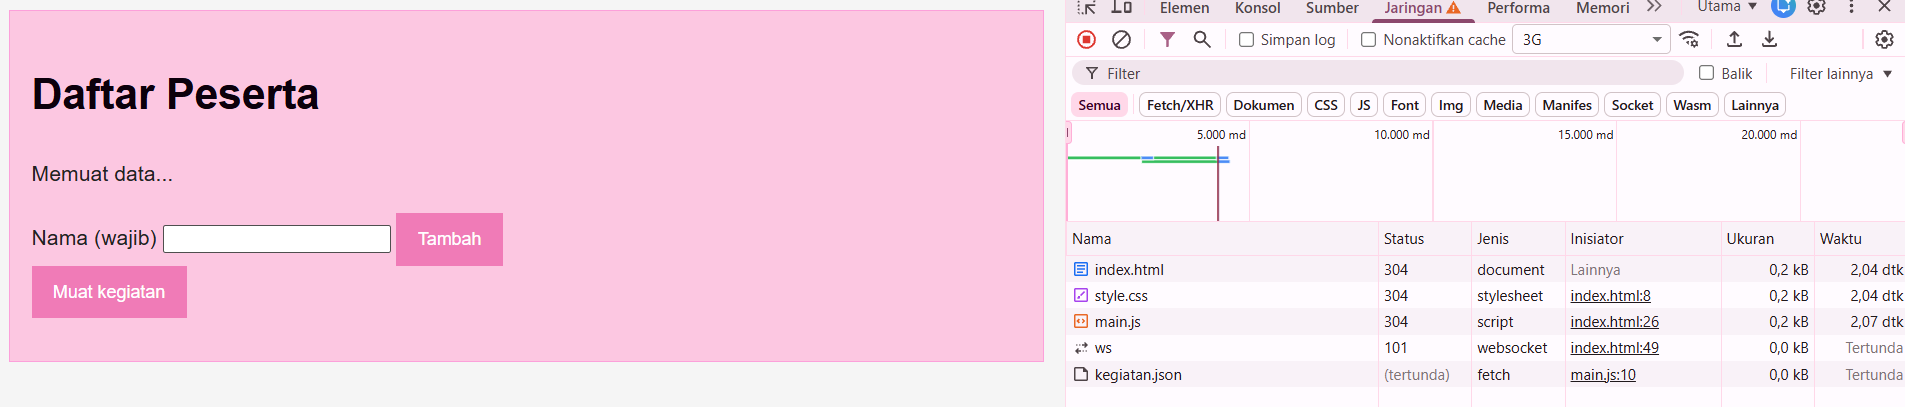 Daftar Peserta
Memuat data...
Nama (wajib) Tambah
Muat kegiatan
Elemen Konsol Sumber Jaringan Performa Memori Utama
Simpan log Nonaktifkan cache 3G
Filter Balik Filter lainnya
Semua Fetch/XHR Dokumen CSS JS Font Img Media Manifes Socket Wasm Lainnya
5.000 md 10.000 md 15.000 md 20.000 md
Nama Status Jenis Inisiator Ukuran Waktu
index.html 304 document Lainnya 0,2 kB 2,04 dtk
style.css 304 stylesheet index.html:8 0,2 kB 2,04 dtk
main.js 304 script index.html:26 0,2 kB 2,07 dtk
ws 101 websocket index.html:49 0,0 kB Tertunda
kegiatan.json (tertunda) fetch main.js:10 0,0 kB Tertunda